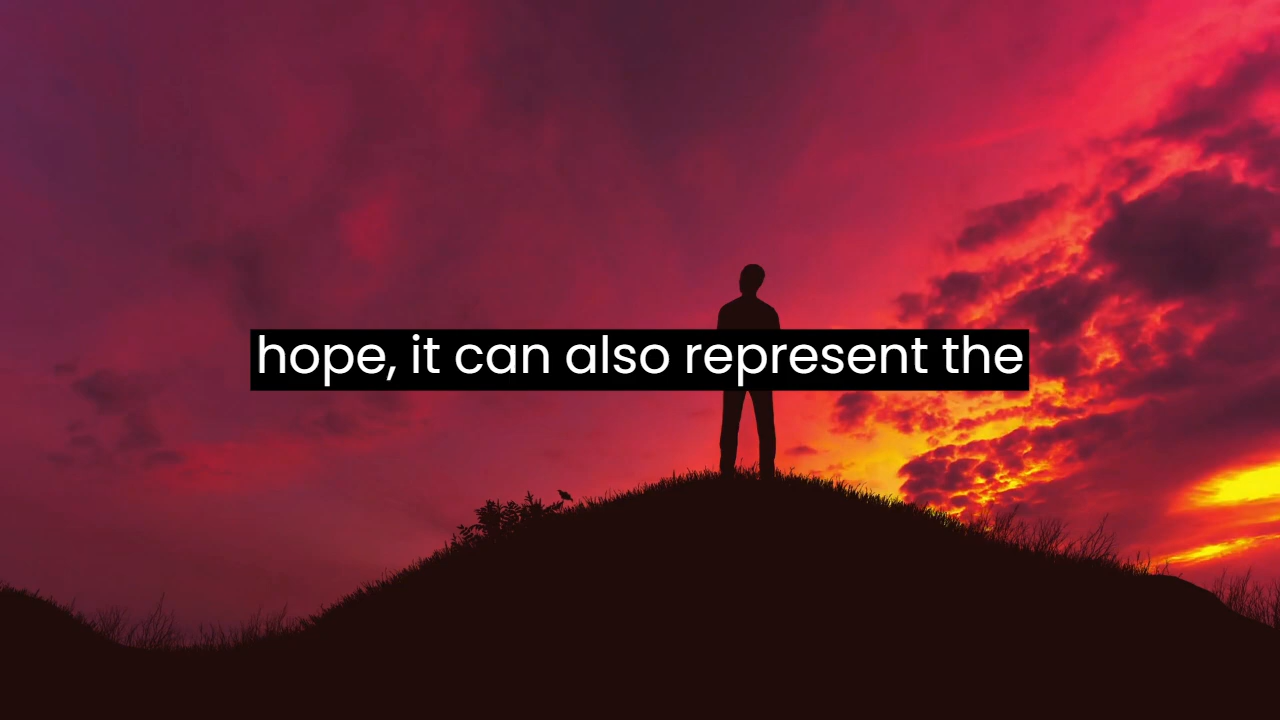 hope, it can also represent the